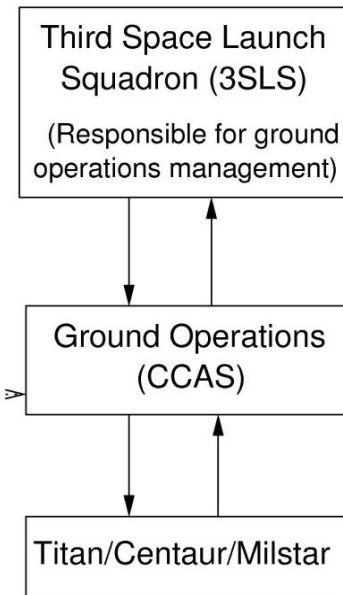 Third Space Launch
Squadron (3SLS)
(Responsible for ground
operations management)
Ground Operations
(CCAS)
Titan/Centaur/Milstar